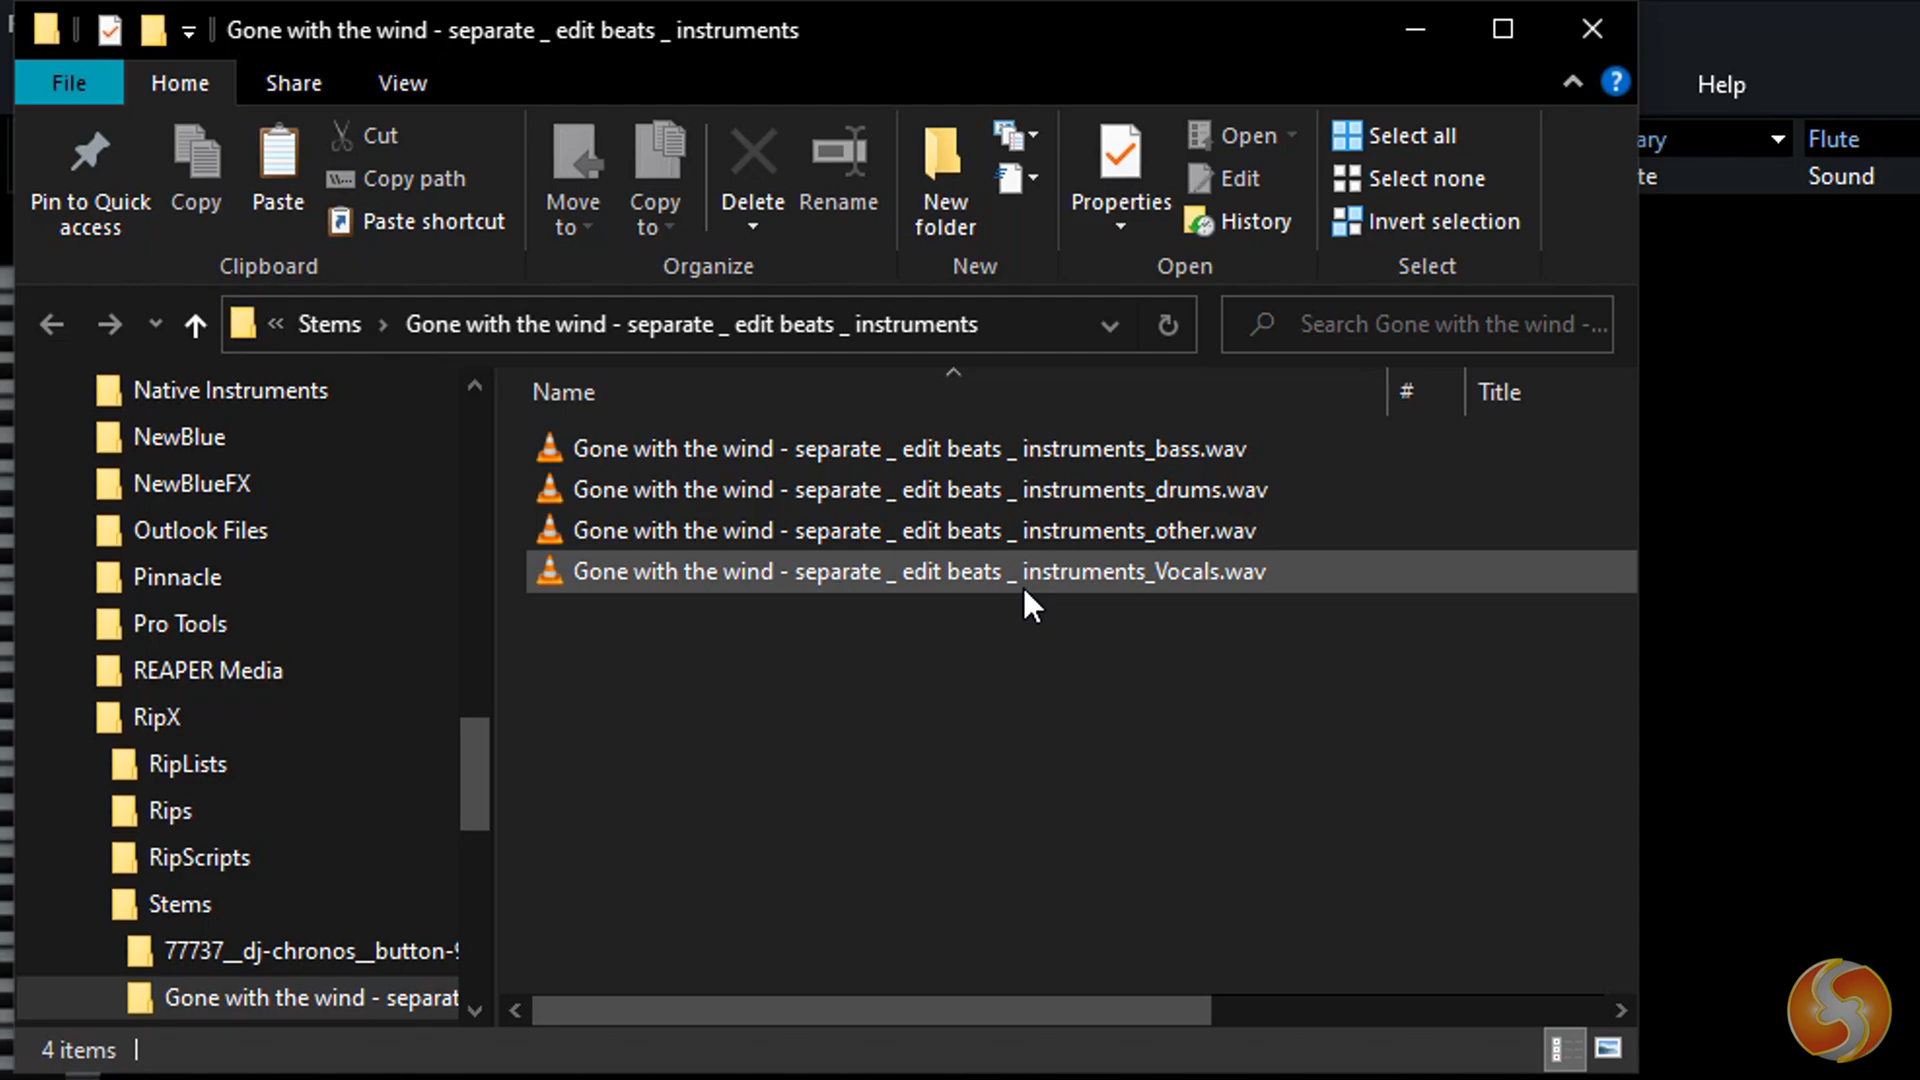 Gone with the wind - separate _ edit beats _ instruments
File Home Share View
Help
Pin to Quick access
Copy
Paste
Cut
Copy path
Paste shortcut
Clipboard
Move to
Copy to
Delete
Rename
Organize
New folder
New
Properties
Open
Edit
History
Open
Select all
Select none
Invert selection
Select
Flute
Sound
Stems > Gone with the wind - separate _ edit beats _ instruments
Search Gone with the wind -...
Native Instruments
NewBlue
NewBlueFX
Outlook Files
Pinnacle
Pro Tools
REAPER Media
RipX
RipLists
Rips
RipScripts
Stems
77737__dj-chronos__button-9
Gone with the wind - separat
Name # Title
Gone with the wind - separate _ edit beats _ instruments_bass.wav
Gone with the wind - separate _ edit beats _ instruments_drums.wav
Gone with the wind - separate _ edit beats _ instruments_other.wav
Gone with the wind - separate _ edit beats _ instruments_Vocals.wav
4 items